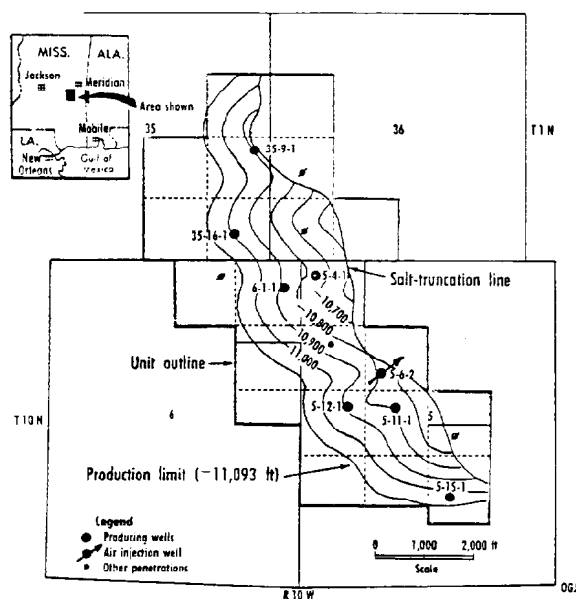 MISS. ALA.
Jackson Meridian
Area shown
Mobile
LA.
New Orleans
Gulf of Mexico
35
36
T1N
35-9-1
35-16-1
6-1-1
5-4-1
Salt-truncation line
10,700
10,800
10,900
11,000
Unit outline
5-6-2
T10N
6
5-12-1
5-11-1
5
Production limit (−11,093 ft)
5-15-1
Legend
Producing wells
Air injection well
Other penetrations
0 1,000 2,000 ft
Scale
R10W